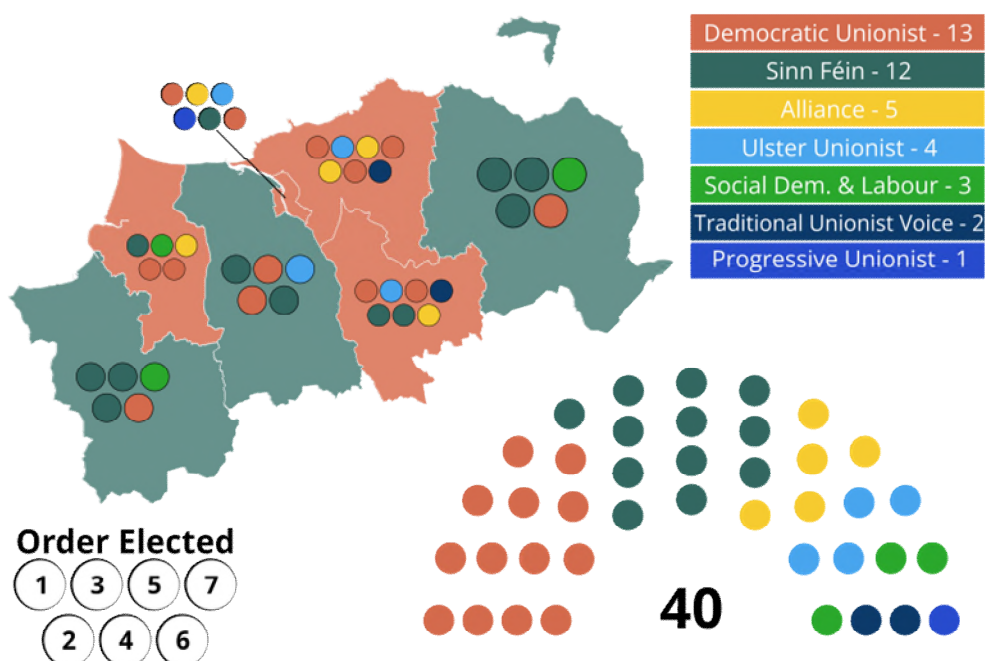 Democratic Unionist - 13
Sinn Féin - 12
Alliance - 5
Ulster Unionist - 4
Social Dem. & Labour - 3
Traditional Unionist Voice - 2
Progressive Unionist - 1
Order Elected
1 3 5 7
2 4 6
40